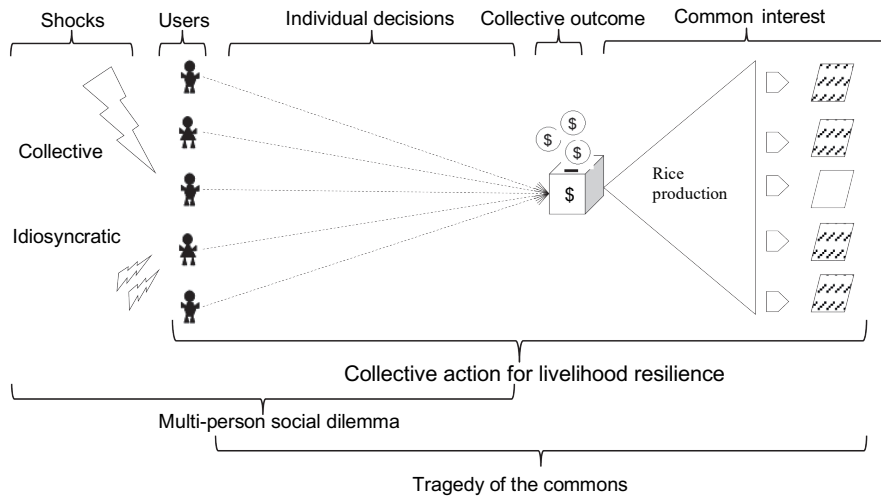 Shocks
Users
Individual decisions
Collective outcome
Common interest
Collective
Idiosyncratic
$
$
$
$
Rice
production
Collective action for livelihood resilience
Multi-person social dilemma
Tragedy of the commons